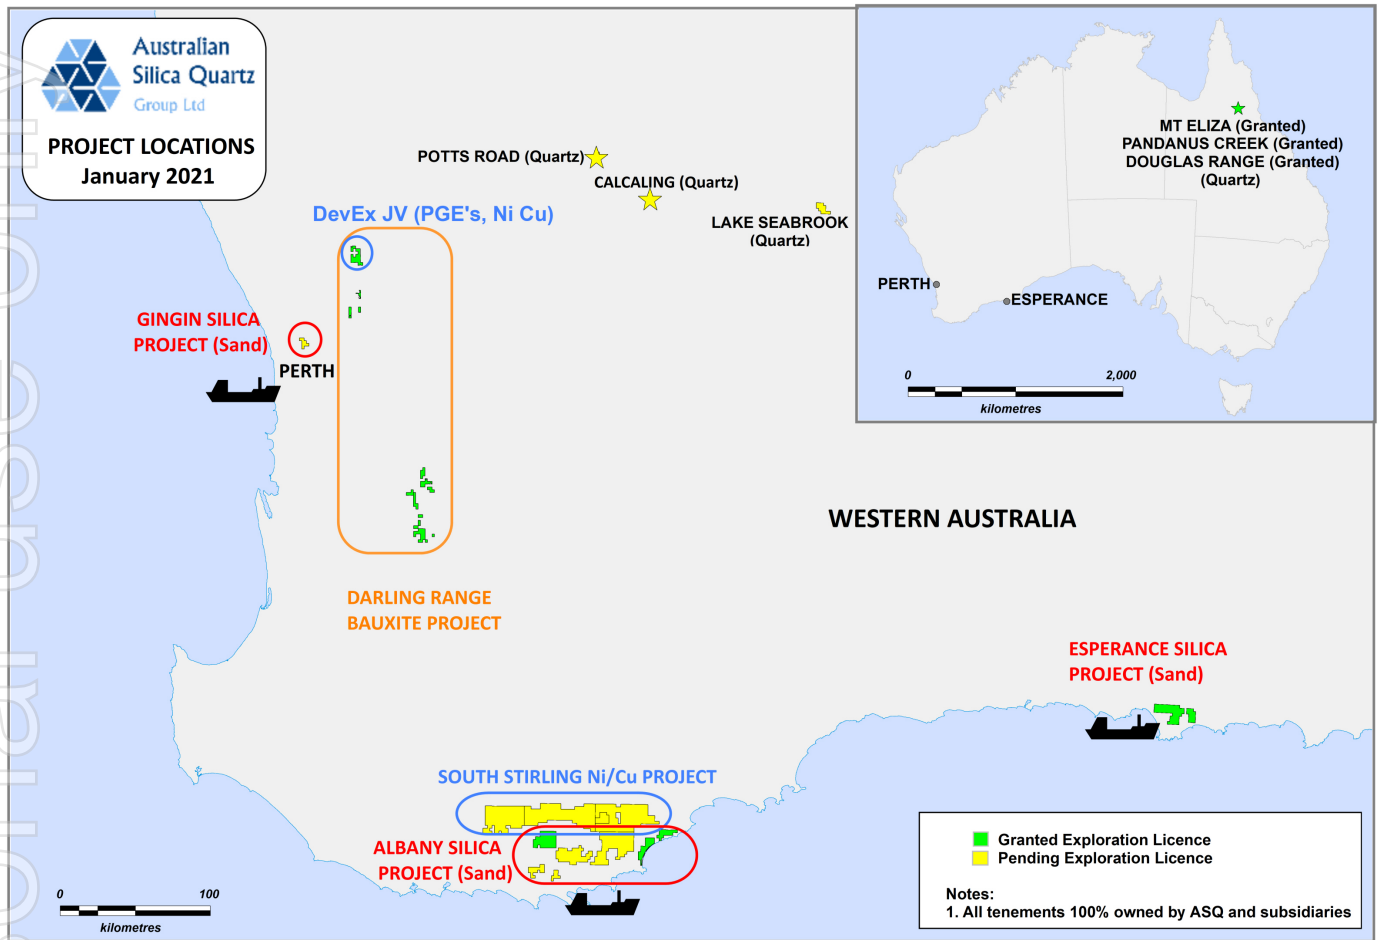 Australian
Silica Quartz
Group Ltd
PROJECT LOCATIONS
January 2021
POTTS ROAD (Quartz)
CALCALING (Quartz)
LAKE SEABROOK
(Quartz)
DevEx JV (PGE's, Ni Cu)
GINGIN SILICA
PROJECT (Sand)
PERTH
DARLING RANGE
BAUXITE PROJECT
WESTERN AUSTRALIA
ESPERANCE SILICA
PROJECT (Sand)
SOUTH STIRLING Ni/Cu PROJECT
ALBANY SILICA
PROJECT (Sand)
0 100
kilometres
MT ELIZA (Granted)
PANDANUS CREEK (Granted)
DOUGLAS RANGE (Granted)
(Quartz)
PERTH
ESPERANCE
0 2,000
kilometres
Granted Exploration Licence
Pending Exploration Licence
Notes:
1. All tenements 100% owned by ASQ and subsidiaries